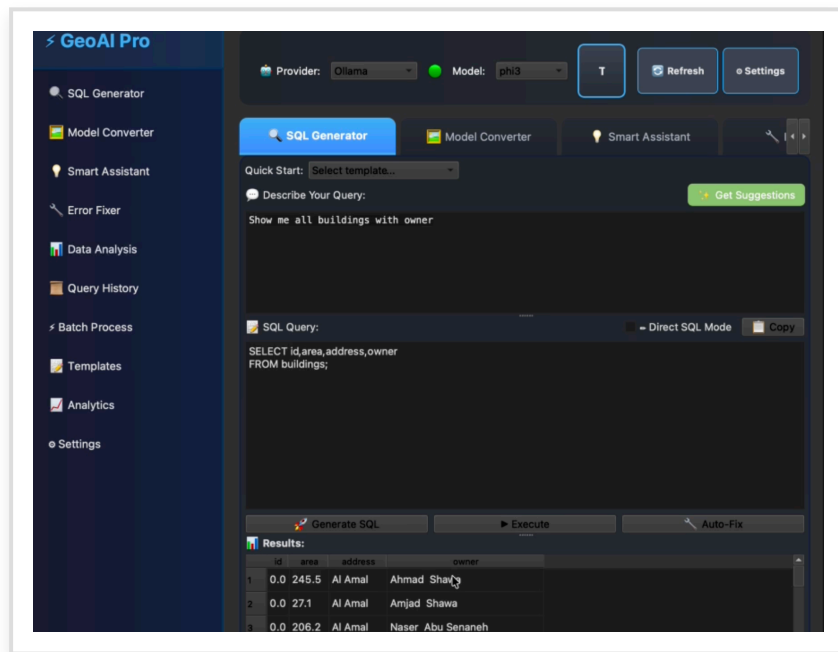 GeoAI Pro
Provider: Ollama Model: phi3 T Refresh Settings
SQL Generator
Model Converter
Smart Assistant
Error Fixer
Data Analysis
Query History
Batch Process
Templates
Analytics
Settings
SQL Generator Model Converter Smart Assistant
Quick Start: Select template...
Describe Your Query: Get Suggestions
Show me all buildings with owner
SQL Query: Direct SQL Mode Copy
SELECT id,area,address,owner
FROM buildings;
Generate SQL Execute Auto-Fix
Results:
id area address owner
1 0.0 245.5 Al Amal Ahmad Shawa
2 0.0 27.1 Al Amal Amjad Shawa
3 0.0 206.2 Al Amal Naser Abu Senaneh